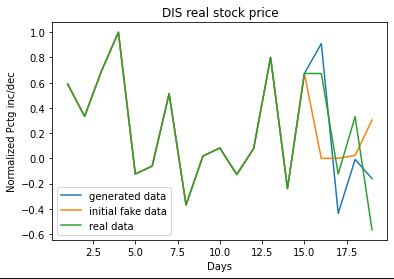 DIS real stock price
Normalized Pctg inc/dec
1.0
0.8
0.6
0.4
0.2
0.0
-0.2
-0.4
-0.6
generated data
initial fake data
real data
2.5 5.0 7.5 10.0 12.5 15.0 17.5
Days